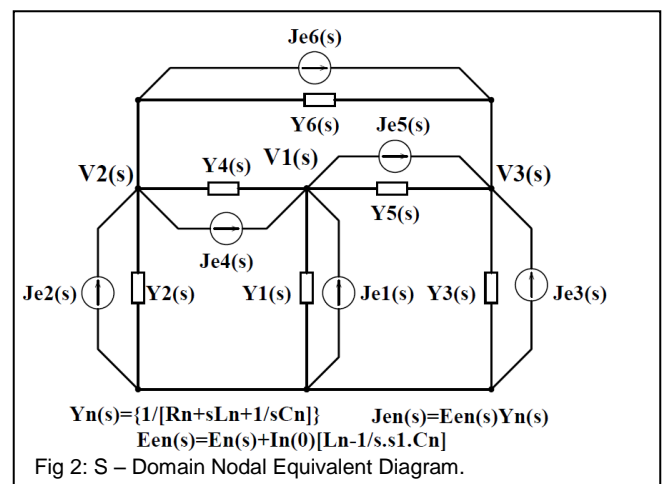 Je6(s)
Y6(s)
Je5(s)
V2(s)
Y4(s)
V1(s)
V3(s)
Y5(s)
Je4(s)
Je2(s)
Y2(s)
Y1(s)
Je1(s)
Y3(s)
Je3(s)
Yn(s)={1/[Rn+sLn+1/sCn]}
Jen(s)=Een(s)Yn(s)
Een(s)=En(s)+In(0)[Ln-1/s.s1.Cn]
Fig 2: S – Domain Nodal Equivalent Diagram.